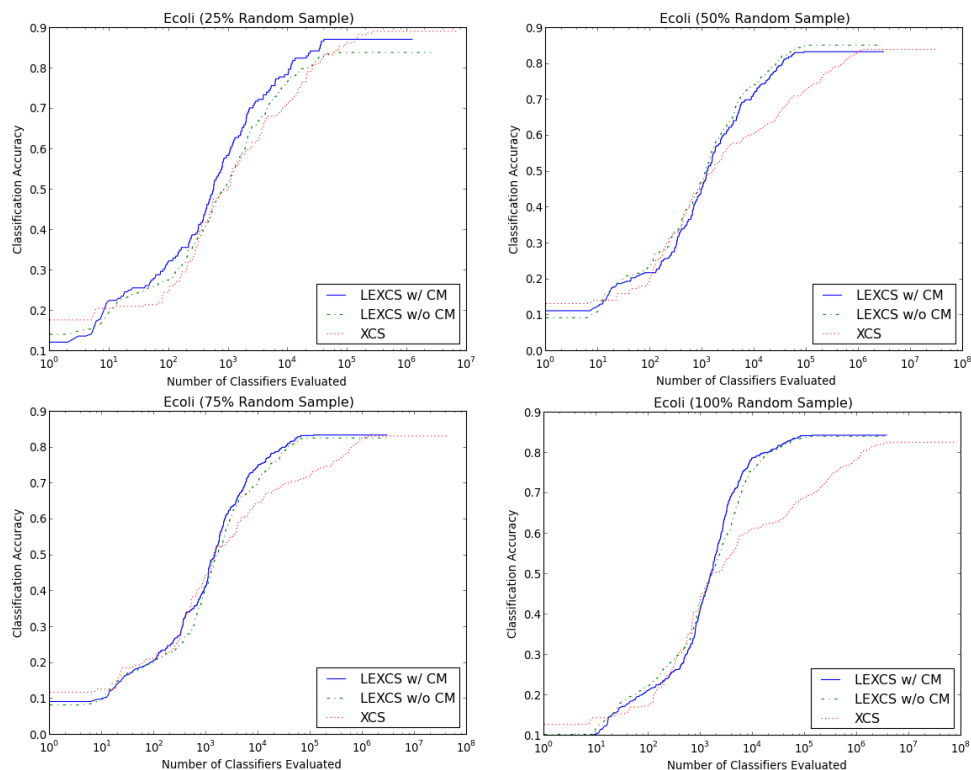 Ecoli (25% Random Sample)
Classification Accuracy
0.9
0.8
0.7
0.6
0.5
0.4
0.3
0.2
0.1
LEXCS w/ CM
LEXCS w/o CM
XCS
10^0 10^1 10^2 10^3 10^4 10^5 10^6 10^7
Number of Classifiers Evaluated
Ecoli (50% Random Sample)
Classification Accuracy
0.9
0.8
0.7
0.6
0.5
0.4
0.3
0.2
0.1
LEXCS w/ CM
LEXCS w/o CM
XCS
10^0 10^1 10^2 10^3 10^4 10^5 10^6 10^7 10^8
Number of Classifiers Evaluated
Ecoli (75% Random Sample)
Classification Accuracy
0.9
0.8
0.7
0.6
0.5
0.4
0.3
0.2
0.1
0.0
LEXCS w/ CM
LEXCS w/o CM
XCS
10^0 10^1 10^2 10^3 10^4 10^5 10^6 10^7 10^8
Number of Classifiers Evaluated
Ecoli (100% Random Sample)
Classification Accuracy
0.9
0.8
0.7
0.6
0.5
0.4
0.3
0.2
0.1
LEXCS w/ CM
LEXCS w/o CM
XCS
10^0 10^1 10^2 10^3 10^4 10^5 10^6 10^7 10^8
Number of Classifiers Evaluated